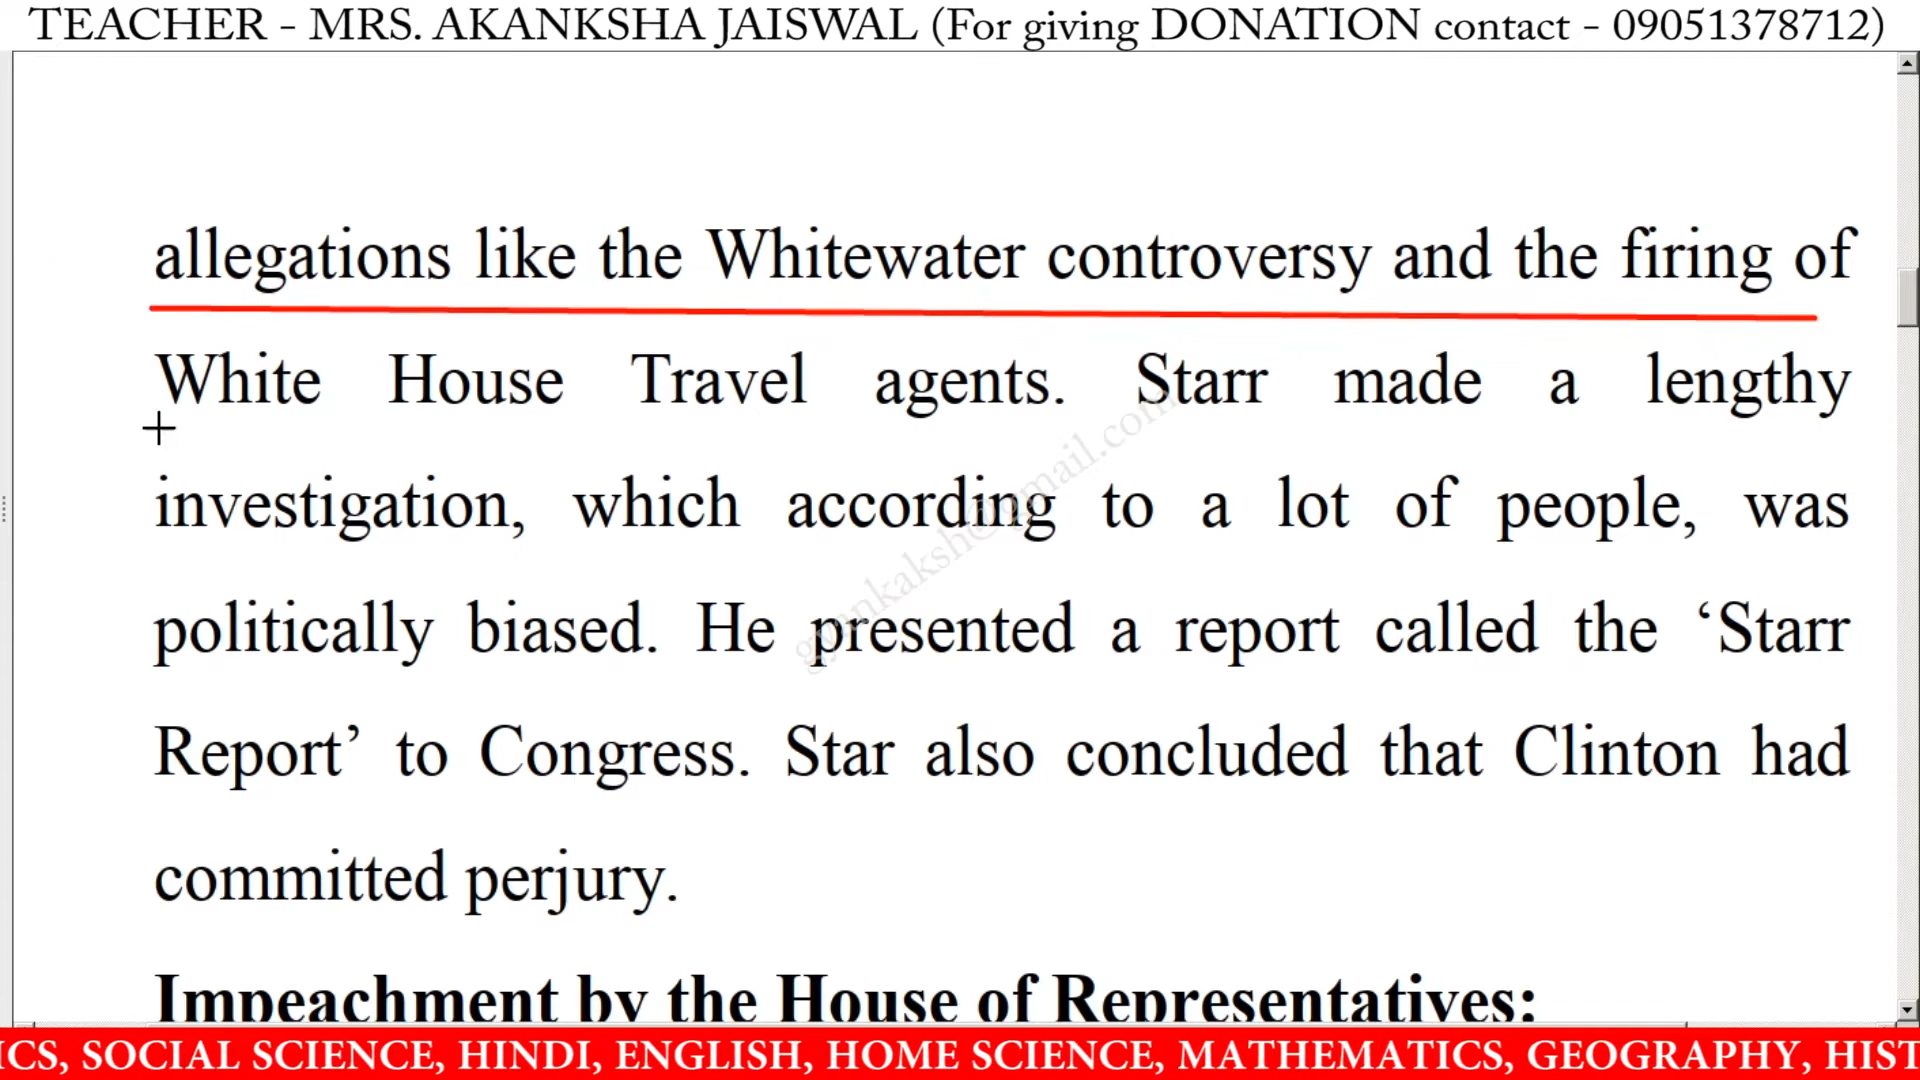 TEACHER - MRS. AKANKSHA JAISWAL (For giving DONATION contact - 09051378712)
allegations like the Whitewater controversy and the firing of
White House Travel agents. Starr made a lengthy
investigation, which according to a lot of people, was
politically biased. He presented a report called the ‘Starr
Report’ to Congress. Star also concluded that Clinton had
committed perjury.
gyankaksh@gmail.com
Impeachment by the House of Representatives:
ICS, SOCIAL SCIENCE, HINDI, ENGLISH, HOME SCIENCE, MATHEMATICS, GEOGRAPHY, HIST